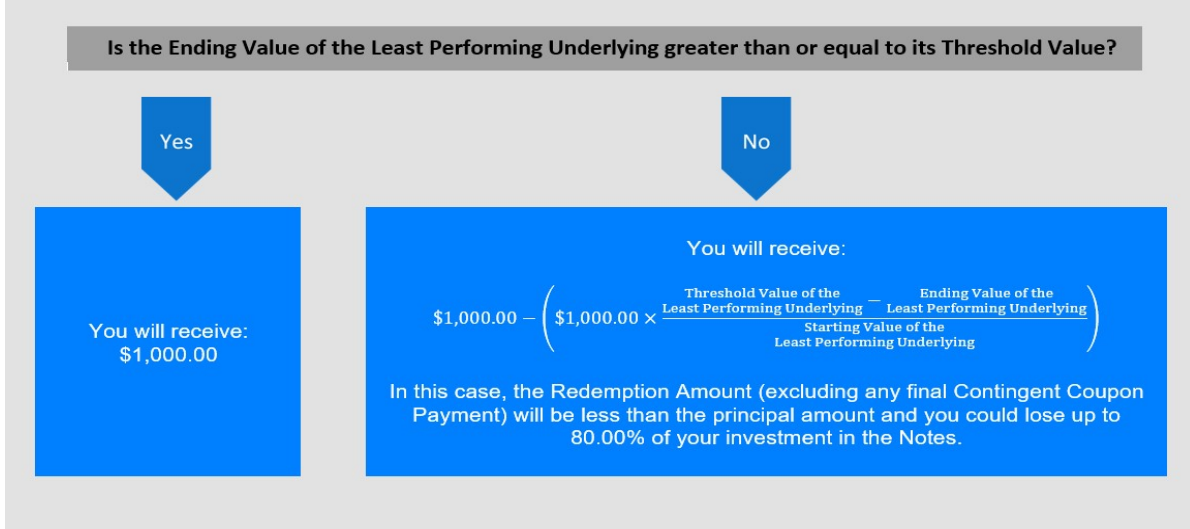 Is the Ending Value of the Least Performing Underlying greater than or equal to its Threshold Value?
Yes
No
You will receive:
$1,000.00
You will receive:
$1,000.00 − ($1,000.00 × (Threshold Value of the Least Performing Underlying − Ending Value of the Least Performing Underlying) / Starting Value of the Least Performing Underlying)
In this case, the Redemption Amount (excluding any final Contingent Coupon
Payment) will be less than the principal amount and you could lose up to
80.00% of your investment in the Notes.